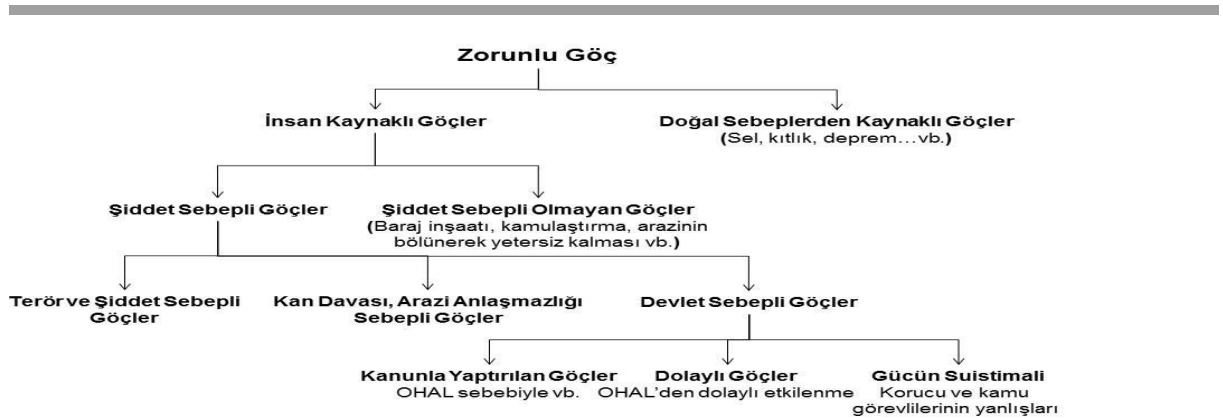 Zorunlu Göç
İnsan Kaynaklı Göçler
Doğal Sebeplerden Kaynaklı Göçler
(Sel, kıtlık, deprem…vb.)
Şiddet Sebepli Göçler
Şiddet Sebepli Olmayan Göçler
(Baraj inşaatı, kamulaştırma, arazinin
bölünerek yetersiz kalması vb.)
Terör ve Şiddet Sebepli
Göçler
Kan Davası, Arazi Anlaşmazlığı
Sebepli Göçler
Devlet Sebepli Göçler
Kanunla Yaptırılan Göçler
OHAL sebebiyle vb.
Dolaylı Göçler
OHAL'den dolaylı etkilenme
Gücün Suistimali
Korucu ve kamu
görevlilerinin yanlışları